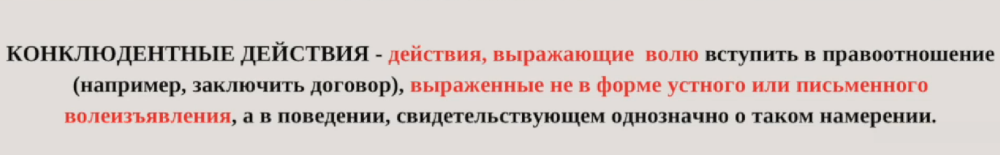 КОНКЛЮДЕНТНЫЕ ДЕЙСТВИЯ - действия, выражающие волю вступить в правоотношение
(например, заключить договор), выраженные не в форме устного или письменного
волеизъявления, а в поведении, свидетельствующем однозначно о таком намерении.